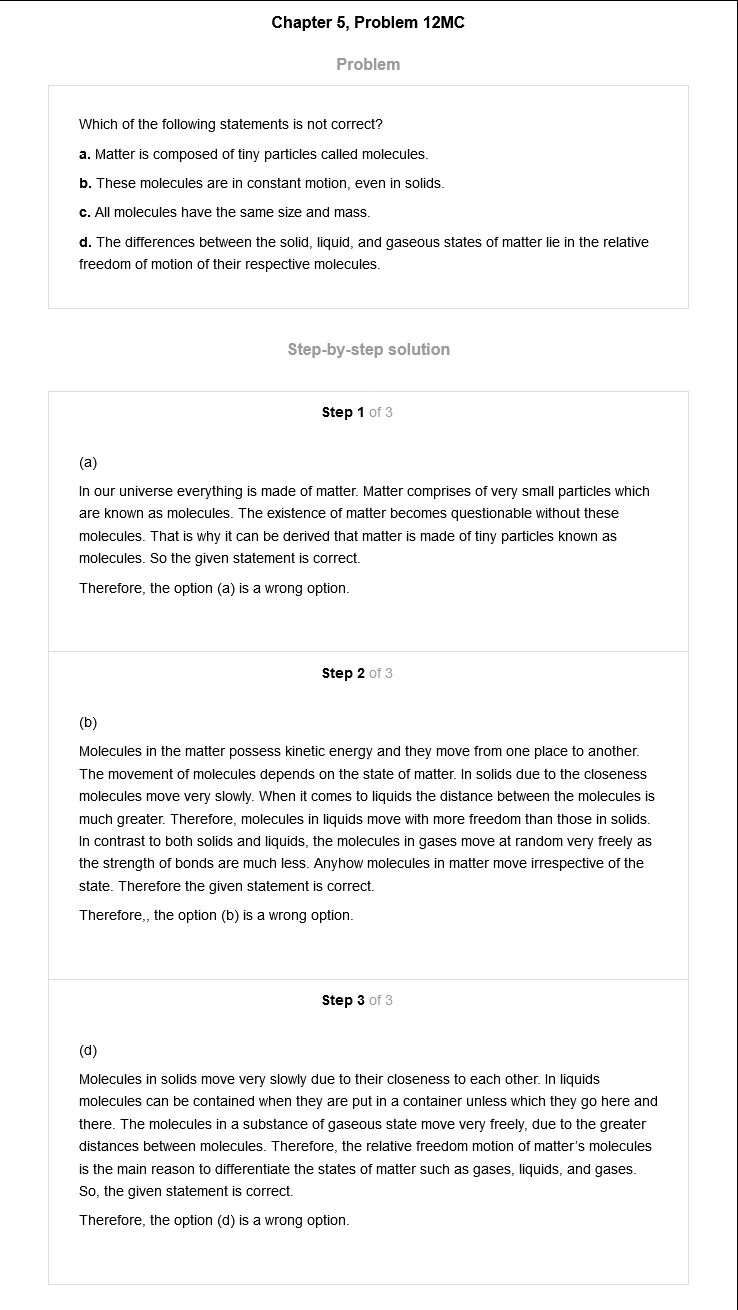 Chapter 5, Problem 12MC
Problem
Which of the following statements is not correct?
a. Matter is composed of tiny particles called molecules.
b. These molecules are in constant motion, even in solids.
c. All molecules have the same size and mass.
d. The differences between the solid, liquid, and gaseous states of matter lie in the relative
freedom of motion of their respective molecules.
Step-by-step solution
Step 1 of 3
(a)
In our universe everything is made of matter. Matter comprises of very small particles which
are known as molecules. The existence of matter becomes questionable without these
molecules. That is why it can be derived that matter is made of tiny particles known as
molecules. So the given statement is correct.
Therefore, the option (a) is a wrong option.
Step 2 of 3
(b)
Molecules in the matter possess kinetic energy and they move from one place to another.
The movement of molecules depends on the state of matter. In solids due to the closeness
molecules move very slowly. When it comes to liquids the distance between the molecules is
much greater. Therefore, molecules in liquids move with more freedom than those in solids.
In contrast to both solids and liquids, the molecules in gases move at random very freely as
the strength of bonds are much less. Anyhow molecules in matter move irrespective of the
state. Therefore the given statement is correct.
Therefore,, the option (b) is a wrong option.
Step 3 of 3
(d)
Molecules in solids move very slowly due to their closeness to each other. In liquids
molecules can be contained when they are put in a container unless which they go here and
there. The molecules in a substance of gaseous state move very freely, due to the greater
distances between molecules. Therefore, the relative freedom motion of matter's molecules
is the main reason to differentiate the states of matter such as gases, liquids, and gases.
So, the given statement is correct.
Therefore, the option (d) is a wrong option.